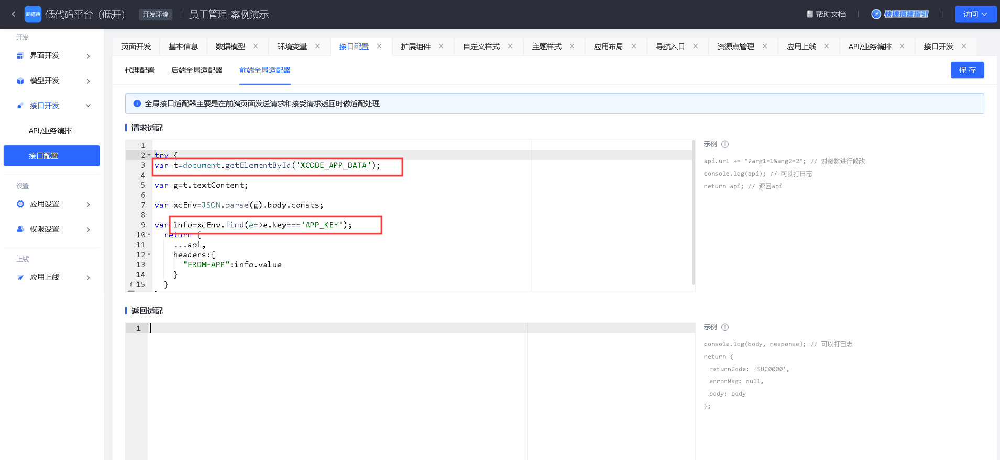 薪福通 低代码平台（低开） 开发环境 员工管理-案例演示 帮助文档 快速搭建指引 访问
开发
界面开发
模型开发
接口开发
API/业务编排
接口配置
设置
应用设置
权限设置
上线
应用上线
页面开发 基本信息 数据模型 环境变量 接口配置 扩展组件 自定义样式 主题样式 应用布局 导航入口 资源点管理 应用上线 API/业务编排 接口开发
代理配置 后端全局适配器 前端全局适配器 保存
全局接口适配器主要是在前端页面发送请求和接受请求返回时做适配处理
请求适配
1
2 try {
3 var t=document.getElementById('XCODE_APP_DATA');
4
5 var g=t.textContent;
6
7 var xcEnv=JSON.parse(g).body.consts;
8
9 var info=xcEnv.find(e=>e.key==='APP_KEY');
10 return {
11 ...api,
12 headers:{
13 "FROM-APP":info.value
14 }
15 }
示例
api.url += "?arg1=1&arg2=2"; // 对参数进行修改
console.log(api); // 可以打日志
return api; // 返回api
返回适配
1
示例
console.log(body, response); // 可以打日志
return {
returnCode: 'SUC0000',
errorMsg: null,
body: body
};